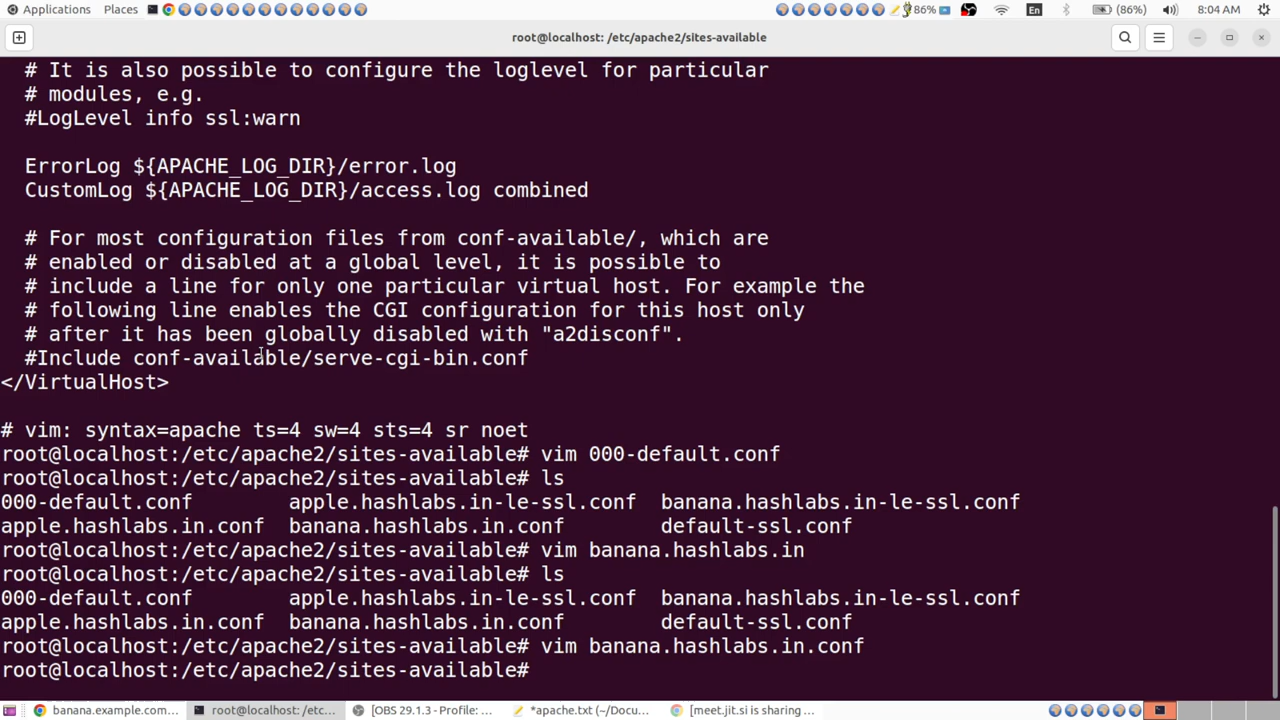 Applications Places 86% En (86%) 8:04 AM
root@localhost: /etc/apache2/sites-available
# It is also possible to configure the loglevel for particular
# modules, e.g.
#LogLevel info ssl:warn
ErrorLog ${APACHE_LOG_DIR}/error.log
CustomLog ${APACHE_LOG_DIR}/access.log combined
# For most configuration files from conf-available/, which are
# enabled or disabled at a global level, it is possible to
# include a line for only one particular virtual host. For example the
# following line enables the CGI configuration for this host only
# after it has been globally disabled with "a2disconf".
#Include conf-available/serve-cgi-bin.conf
</VirtualHost>
# vim: syntax=apache ts=4 sw=4 sts=4 sr noet
root@localhost:/etc/apache2/sites-available# vim 000-default.conf
root@localhost:/etc/apache2/sites-available# ls
000-default.conf apple.hashlabs.in-le-ssl.conf banana.hashlabs.in-le-ssl.conf
apple.hashlabs.in.conf banana.hashlabs.in.conf default-ssl.conf
root@localhost:/etc/apache2/sites-available# vim banana.hashlabs.in
root@localhost:/etc/apache2/sites-available# ls
000-default.conf apple.hashlabs.in-le-ssl.conf banana.hashlabs.in-le-ssl.conf
apple.hashlabs.in.conf banana.hashlabs.in.conf default-ssl.conf
root@localhost:/etc/apache2/sites-available# vim banana.hashlabs.in.conf
root@localhost:/etc/apache2/sites-available#
banana.example.com... root@localhost: /etc... [OBS 29.1.3 - Profile: ... *apache.txt (~/Docu... [meet.jit.si is sharing ...